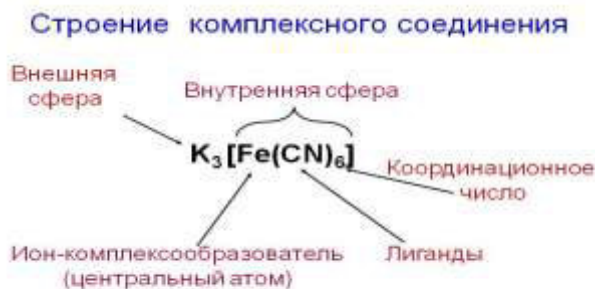 Строение комплексного соединения
Внешняя
сфера
Внутренняя сфера
K₃[Fe(CN)₆]
Координационное
число
Ион-комплексообразователь
(центральный атом)
Лиганды